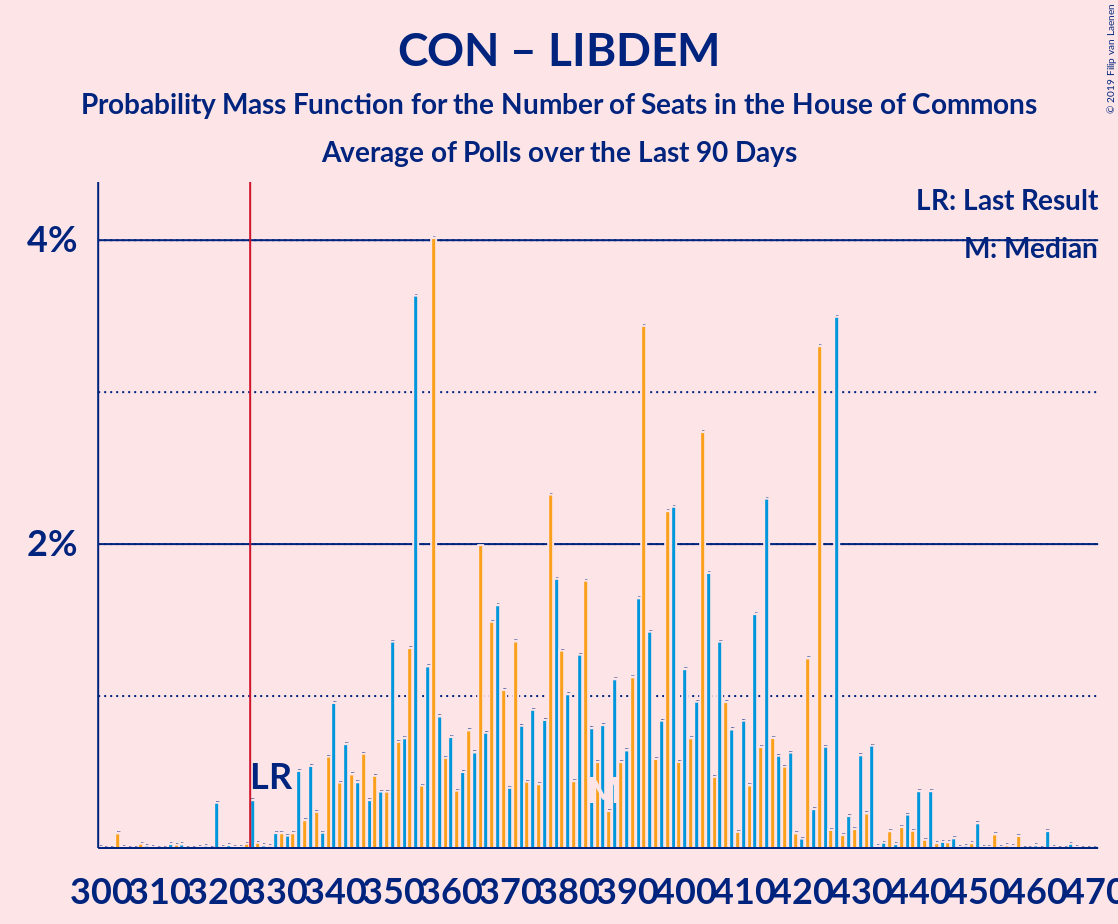 CON – LIBDEM
Probability Mass Function for the Number of Seats in the House of Commons
Average of Polls over the Last 90 Days
© 2019 Filip van Laenen
LR: Last Result
M: Median
4%
2%
LR
M
300 310 320 330 340 350 360 370 380 390 400 410 420 430 440 450 460 470